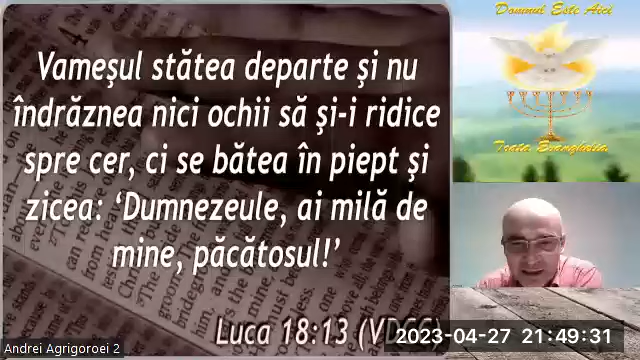 Vameşul stătea departe şi nu
îndrăznea nici ochii să şi-i ridice
spre cer, ci se bătea în piept şi
zicea: ‘Dumnezeule, ai milă de
mine, păcătosul!’
Luca 18:13
Domnul Este Aici
Toata Evanghelia
2023-04-27 21:49:31
Andrei Agrigoroei 2